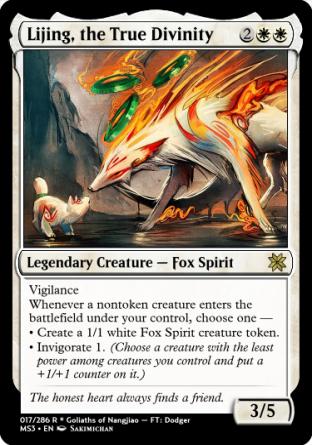 Lijing, the True Divinity 2
Legendary Creature — Fox Spirit
Vigilance
Whenever a nontoken creature enters the
battlefield under your control, choose one —
• Create a 1/1 white Fox Spirit creature token.
• Invigorate 1. (Choose a creature with the least
power among creatures you control and put a
+1/+1 counter on it.)
The honest heart always finds a friend.
3/5
017/286 R * Goliaths of Nangjiao — FT: Dodger
MS3 • EN SAKIMICHAN